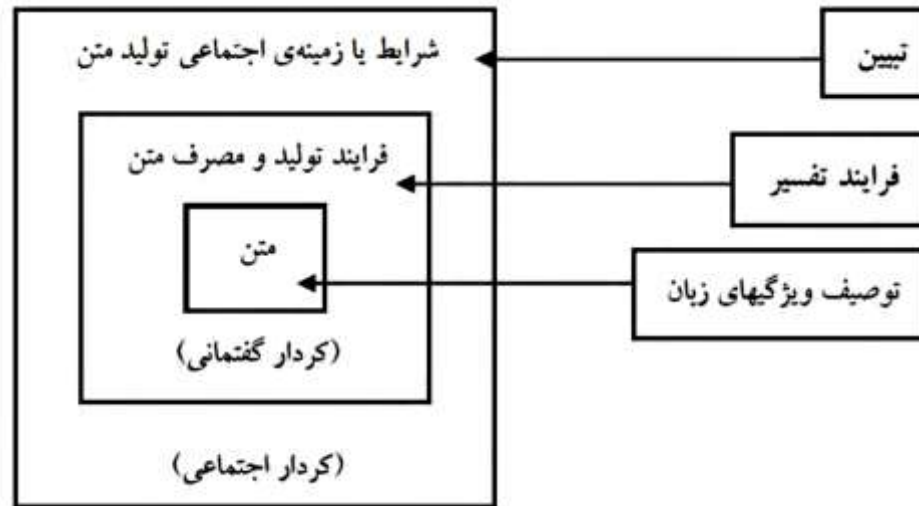 شرایط یا زمینه‌ی اجتماعی تولید متن
تبیین
فرایند تولید و مصرف متن
فرایند تفسیر
متن
توصیف ویژگیهای زبان
(کردار گفتمانی)
(کردار اجتماعی)